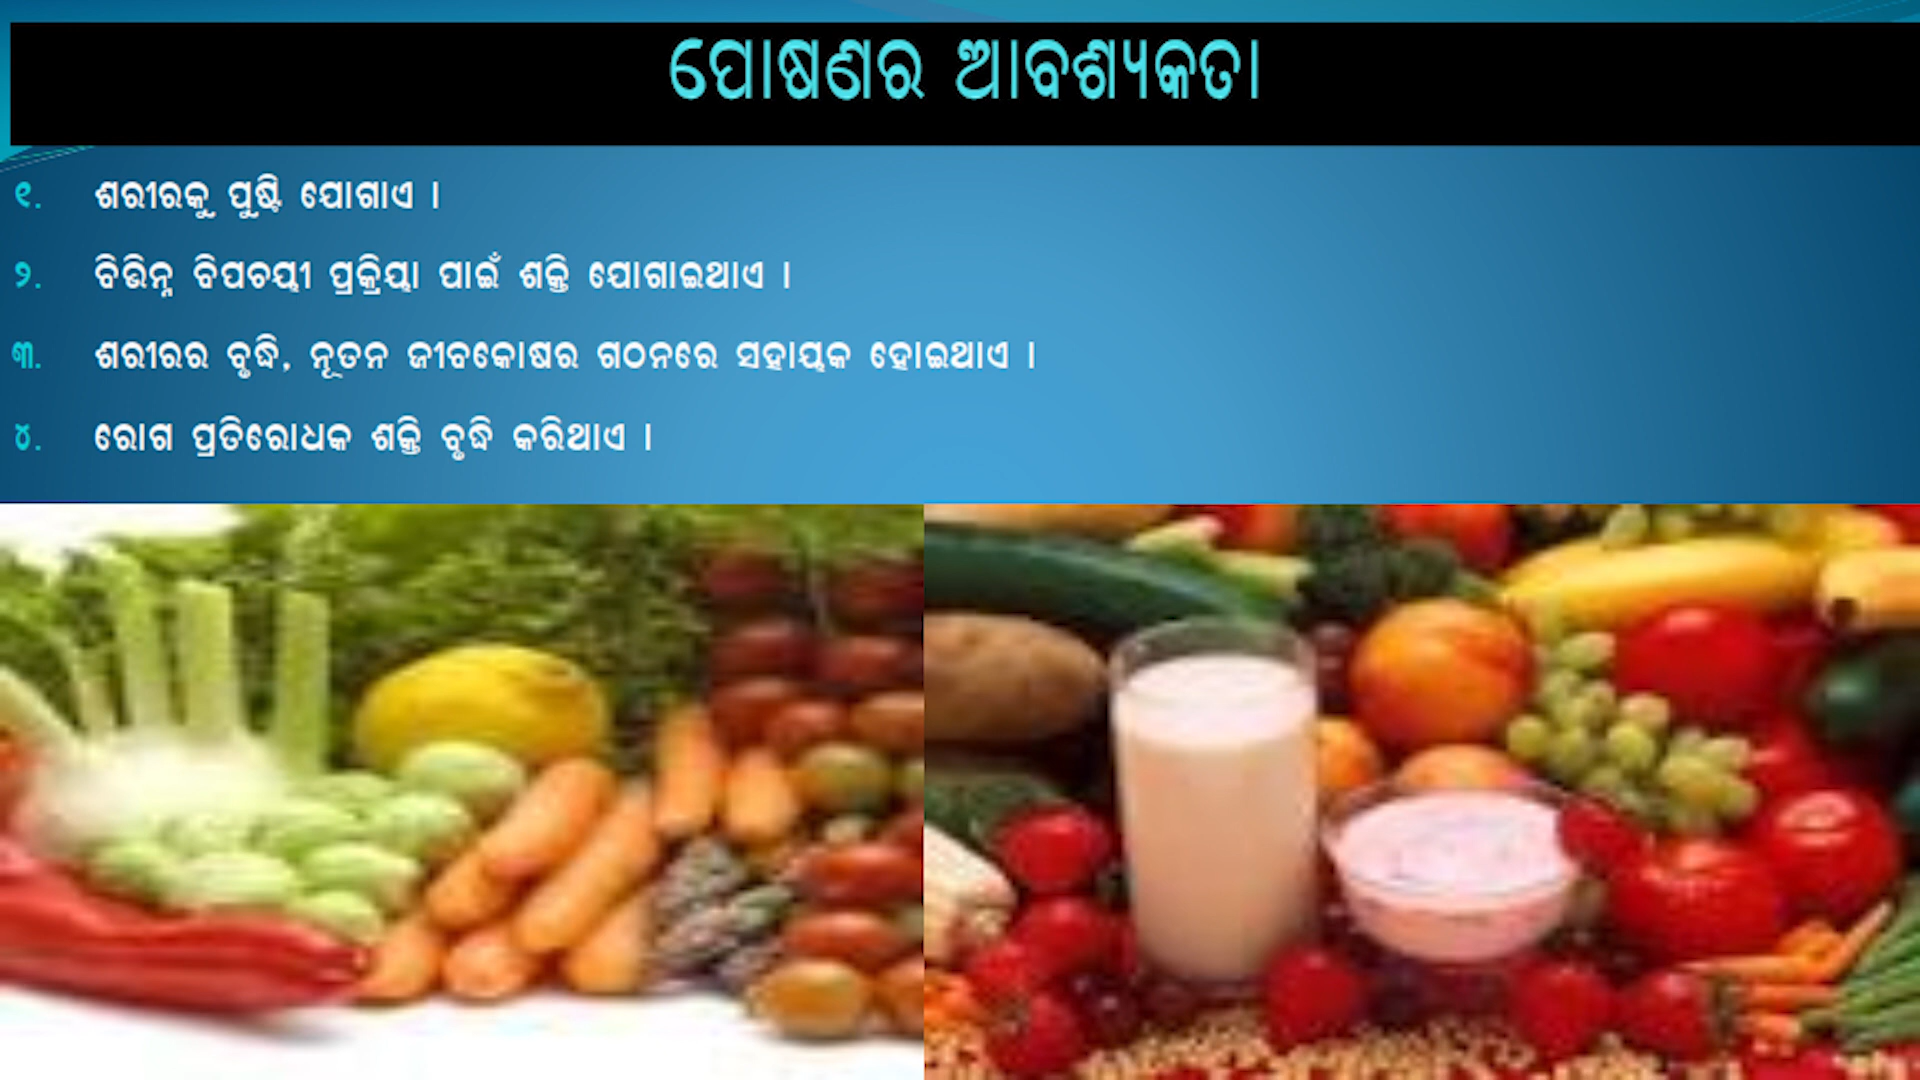 ପୋଷଣର ଆବଶ୍ୟକତା
୧. ଶରୀରକୁ ପୁଷ୍ଟି ଯୋଗାଏ ।
୨. ବିଭିନ୍ନ ବିପଚୟୀ ପ୍ରକ୍ରିୟା ପାଇଁ ଶକ୍ତି ଯୋଗାଇଥାଏ ।
୩. ଶରୀରର ବୃଦ୍ଧି, ନୂତନ ଜୀବକୋଷର ଗଠନରେ ସହାୟକ ହୋଇଥାଏ ।
୪. ରୋଗ ପ୍ରତିରୋଧକ ଶକ୍ତି ବୃଦ୍ଧି କରିଥାଏ ।